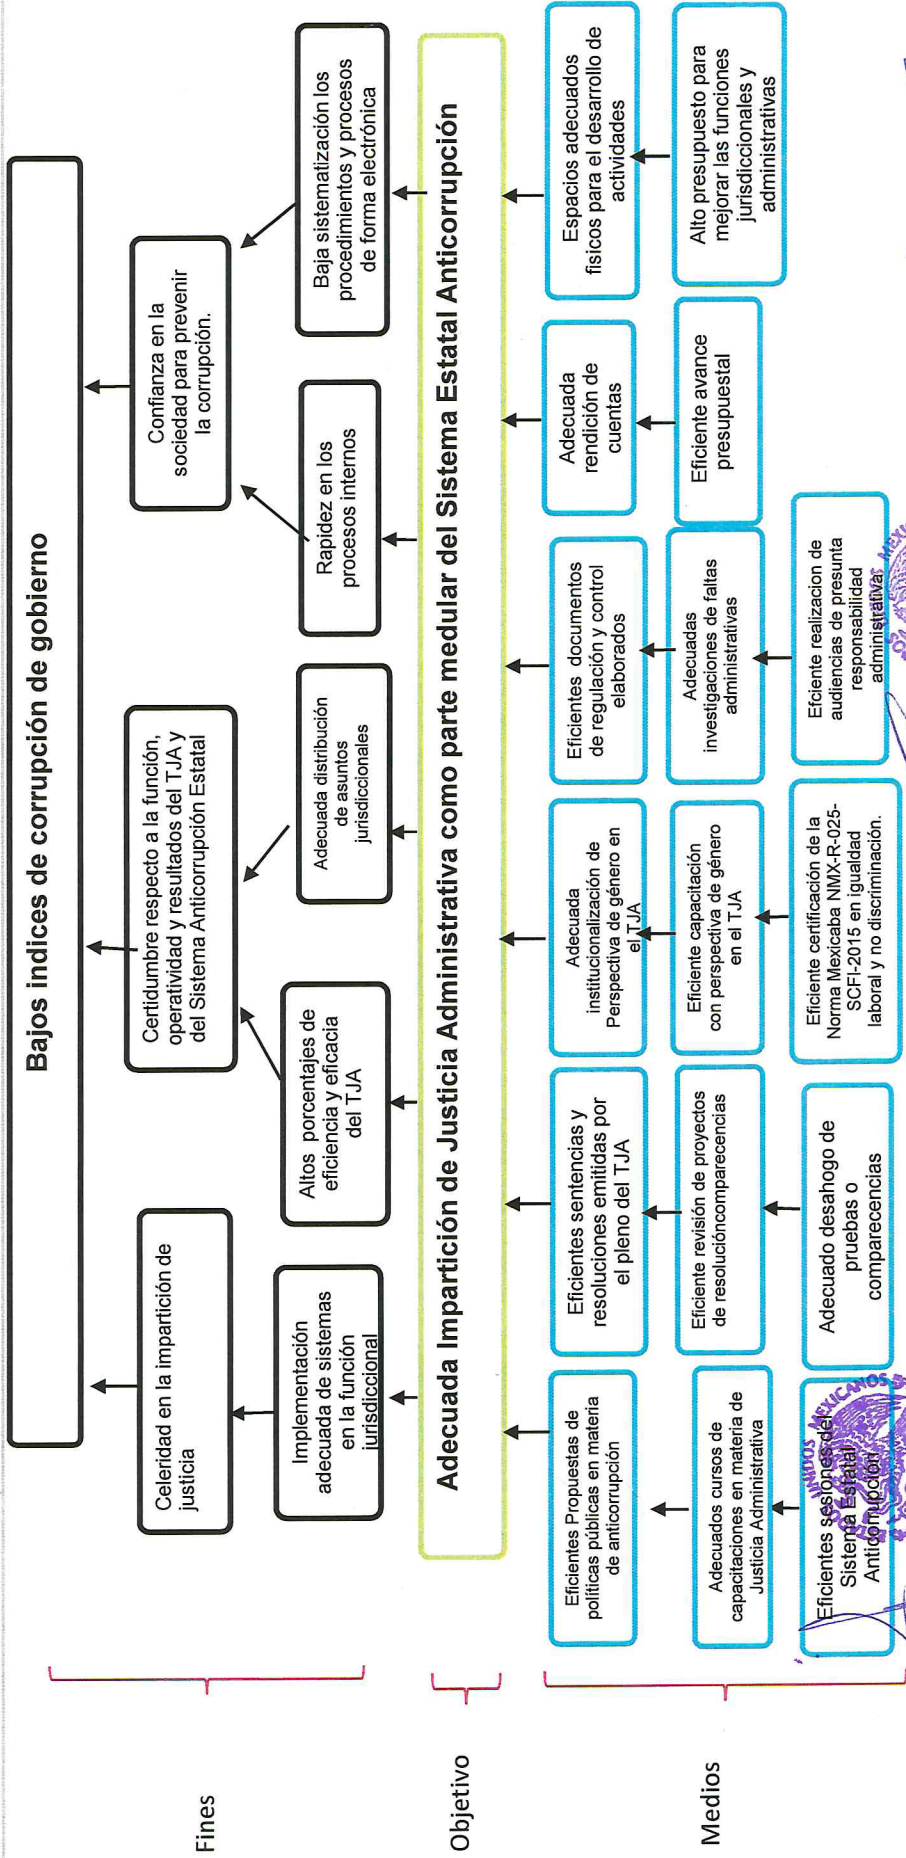 Bajos indices de corrupción de gobierno
Fines
Celeridad en la impartición de
justicia
Certidumbre respecto a la función,
operatividad y resultados del TJA y
del Sistema Anticorrupción Estatal
Confianza en la
sociedad para prevenir
la corrupción.
Implementación
adecuada de sistemas
en la función
jurisdiccional
Altos porcentajes de
eficiencia y eficacia
del TJA
Adecuada distribución
de asuntos
jurisdiccionales
Rapidez en los
procesos internos
Baja sistematización los
procedimientos y procesos
de forma electrónica
Objetivo
Adecuada Impartición de Justicia Administrativa como parte medular del Sistema Estatal Anticorrupción
Medios
Eficientes Propuestas de
políticas públicas en materia
de anticorrupción
Eficientes sentencias y
resoluciones emitidas por
el pleno del TJA
Adecuada
institucionalización de
Perspectiva de género en
el TJA
Eficientes documentos
de regulación y control
elaborados
Adecuada
rendición de
cuentas
Espacios adecuados
fisicos para el desarrollo de
actividades
Adecuados cursos de
capacitaciones en materia de
Justicia Administrativa
Eficiente revisión de proyectos
de resolucióncomparecencias
Eficiente capacitación
con perspectiva de género
en el TJA
Adecuadas
investigaciones de faltas
administrativas
Eficiente avance
presupuestal
Alto presupuesto para
mejorar las funciones
jurisdiccionales y
administrativas
Eficientes sesiones del
Sistema Estatal
Anticorrupción
Adecuado desahogo de
pruebas o
comparecencias
Eficiente certificación de la
Norma Mexicaba NMX-R-025-
SCFI-2015 en igualdad
laboral y no discriminación.
Efciente realizacion de
audiencias de presunta
responsabilidad
administrativa
UNIDOS MEXICANOS